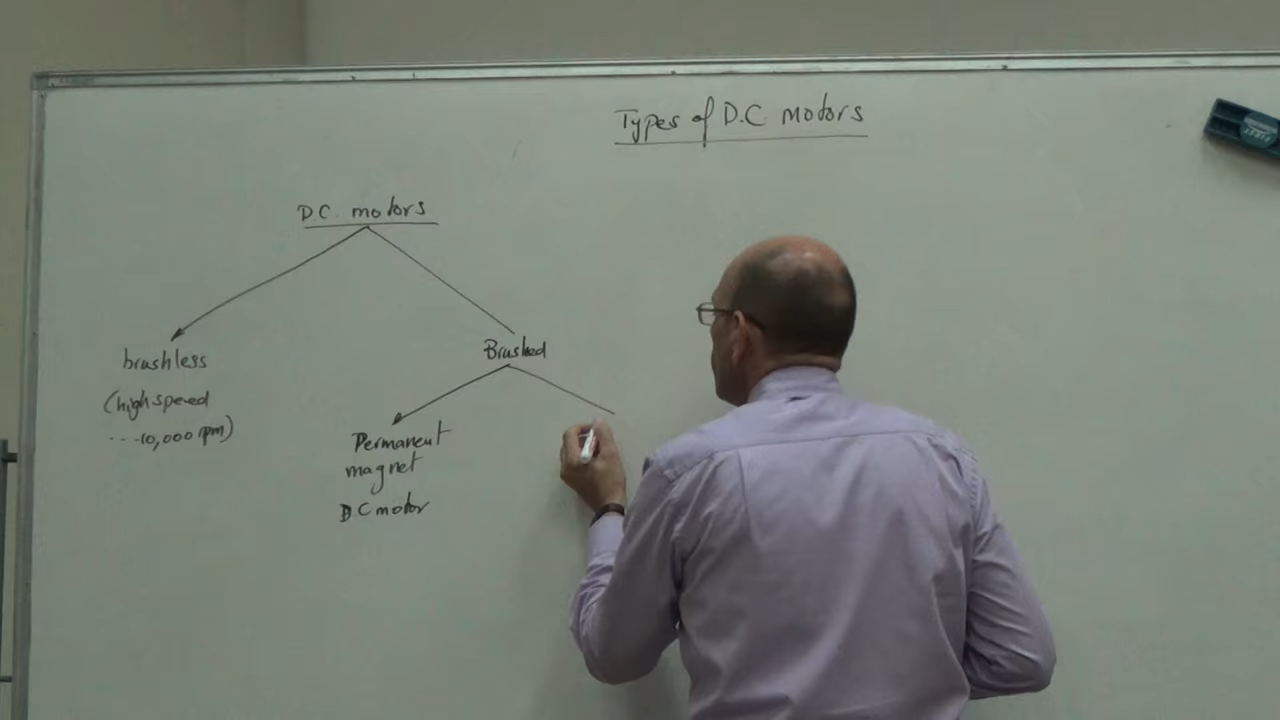 Types of D.C. motors
D.C. motors
brushless
(high speed
---10,000 rpm)
Brushed
Permanent
magnet
D.C motor